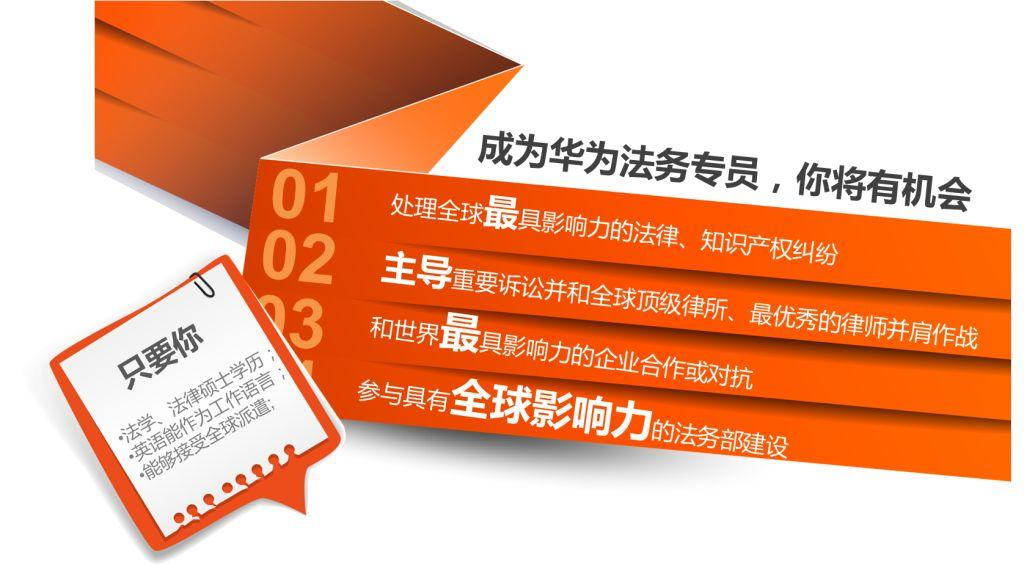 成为华为法务专员，你将有机会
01
处理全球最具影响力的法律、知识产权纠纷
02
主导重要诉讼并和全球顶级律所、最优秀的律师并肩作战
03
和世界最具影响力的企业合作或对抗
参与具有全球影响力的法务部建设
只要你
•法学、法律硕士学历；
•英语能作为工作语言；
•能够接受全球派遣;